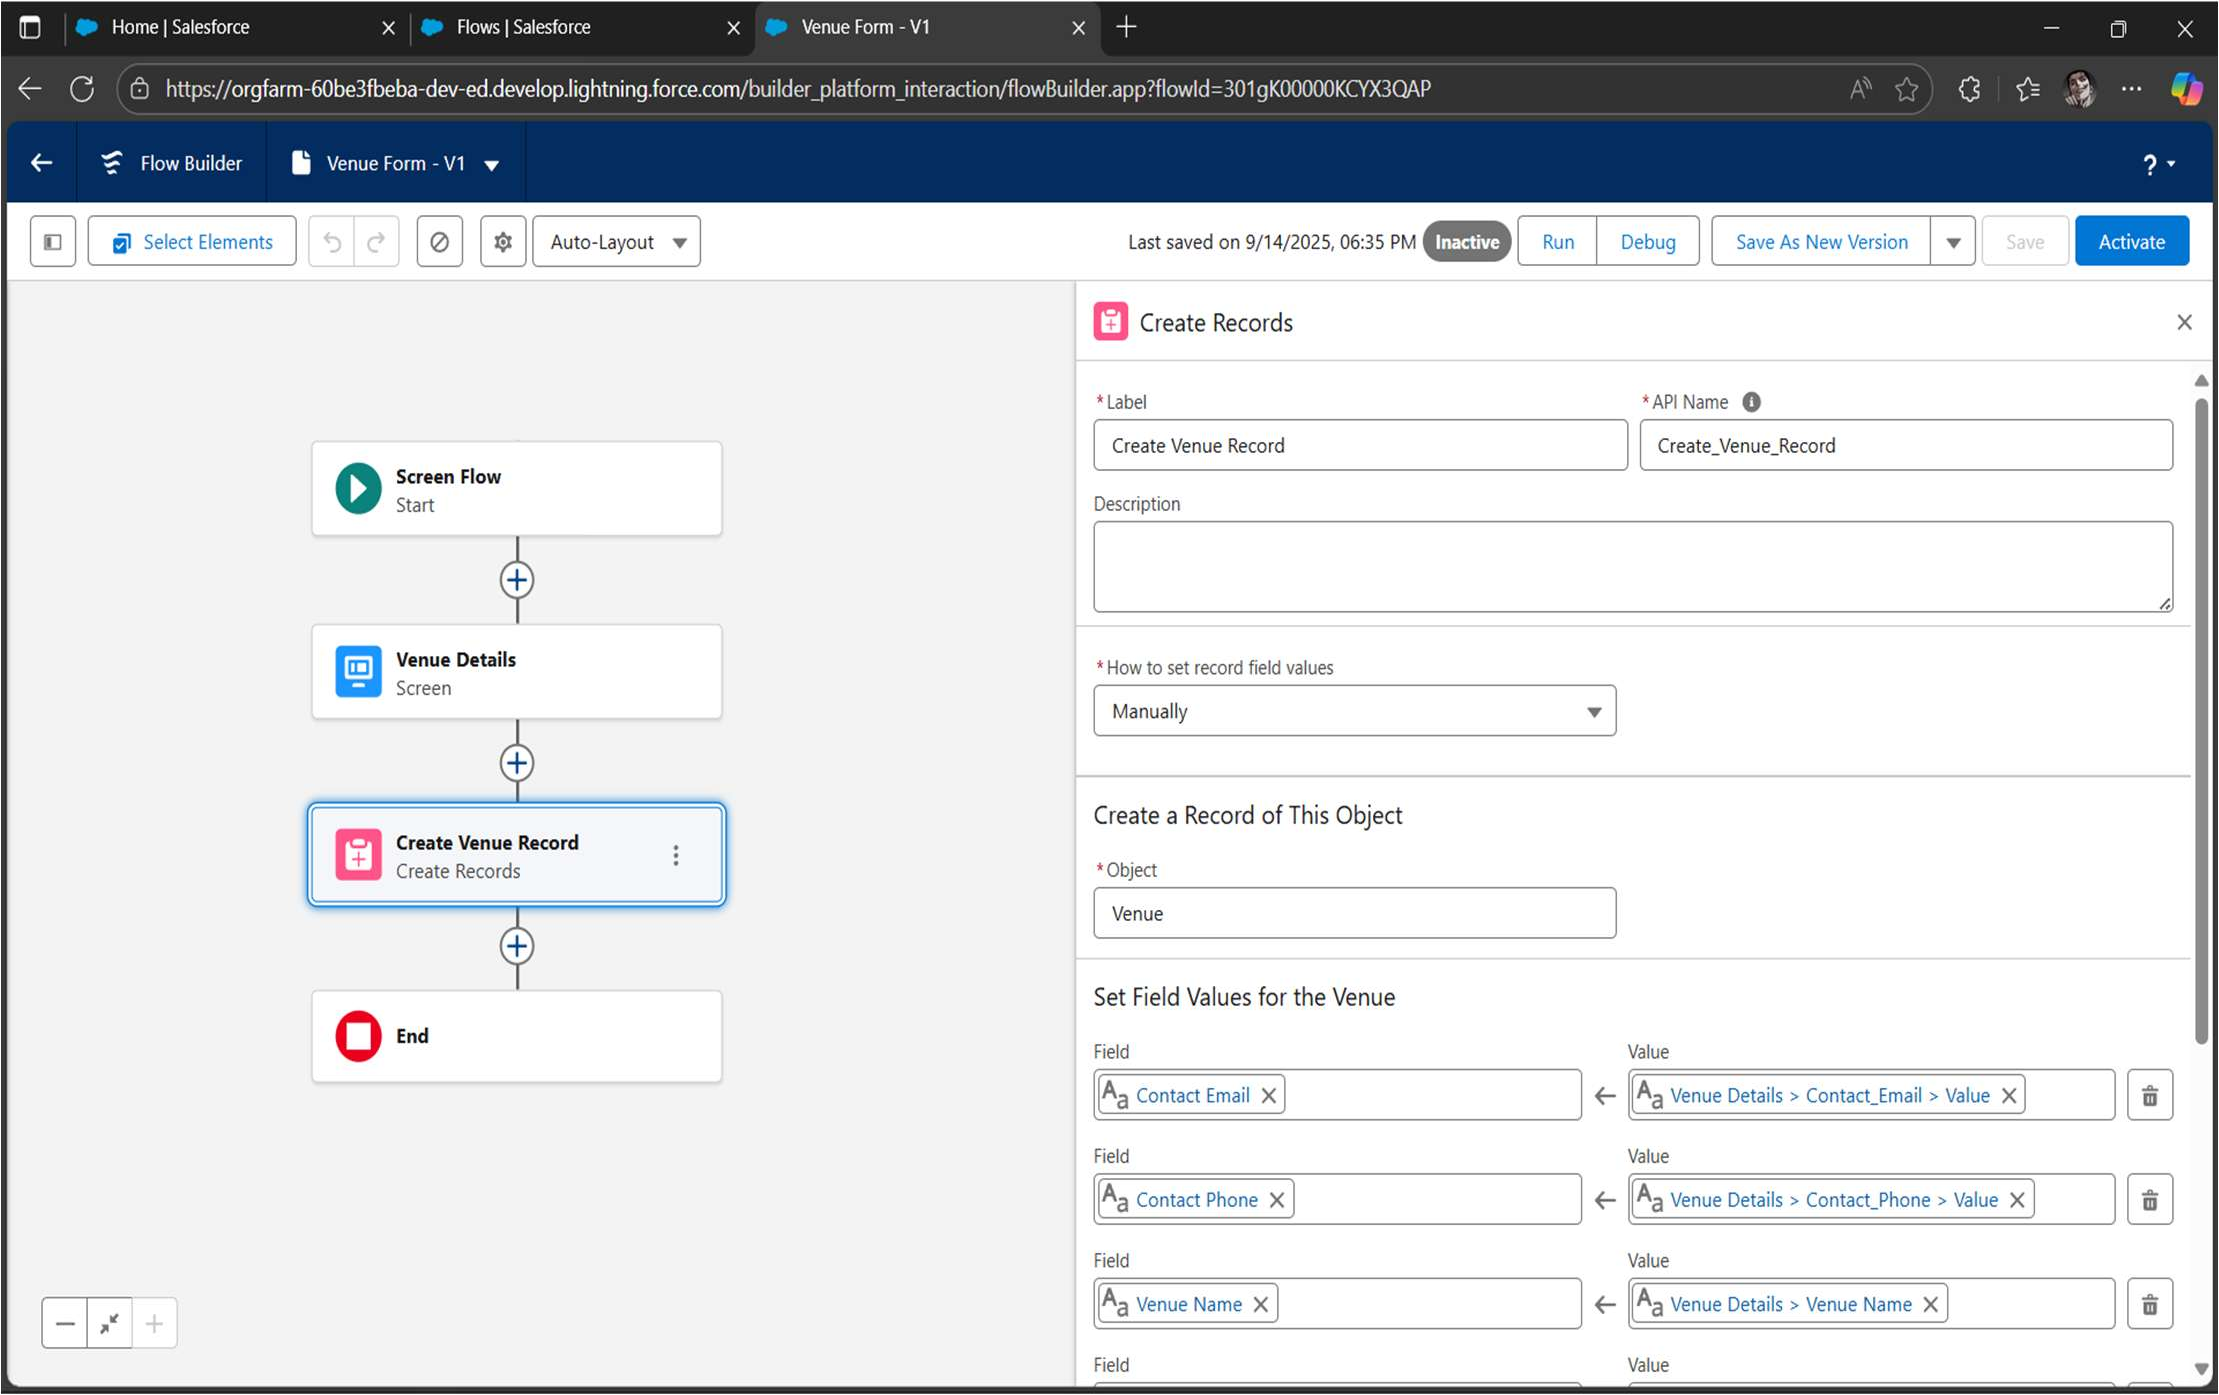 Home | Salesforce
Flows | Salesforce
Venue Form - V1
https://orgfarm-60be3fbeba-dev-ed.develop.lightning.force.com/builder_platform_interaction/flowBuilder.app?flowId=301gK00000KCYX3QAP
Flow Builder
Venue Form - V1
?
Select Elements
Auto-Layout
Last saved on 9/14/2025, 06:35 PM
Inactive
Run
Debug
Save As New Version
Save
Activate
Screen Flow
Start
Venue Details
Screen
Create Venue Record
Create Records
End
Create Records
*Label
Create Venue Record
*API Name
Create_Venue_Record
Description
*How to set record field values
Manually
Create a Record of This Object
*Object
Venue
Set Field Values for the Venue
Field
Value
Aa Contact Email
Aa Venue Details > Contact_Email > Value
Field
Value
Aa Contact Phone
Aa Venue Details > Contact_Phone > Value
Field
Value
Aa Venue Name
Aa Venue Details > Venue Name
Field
Value